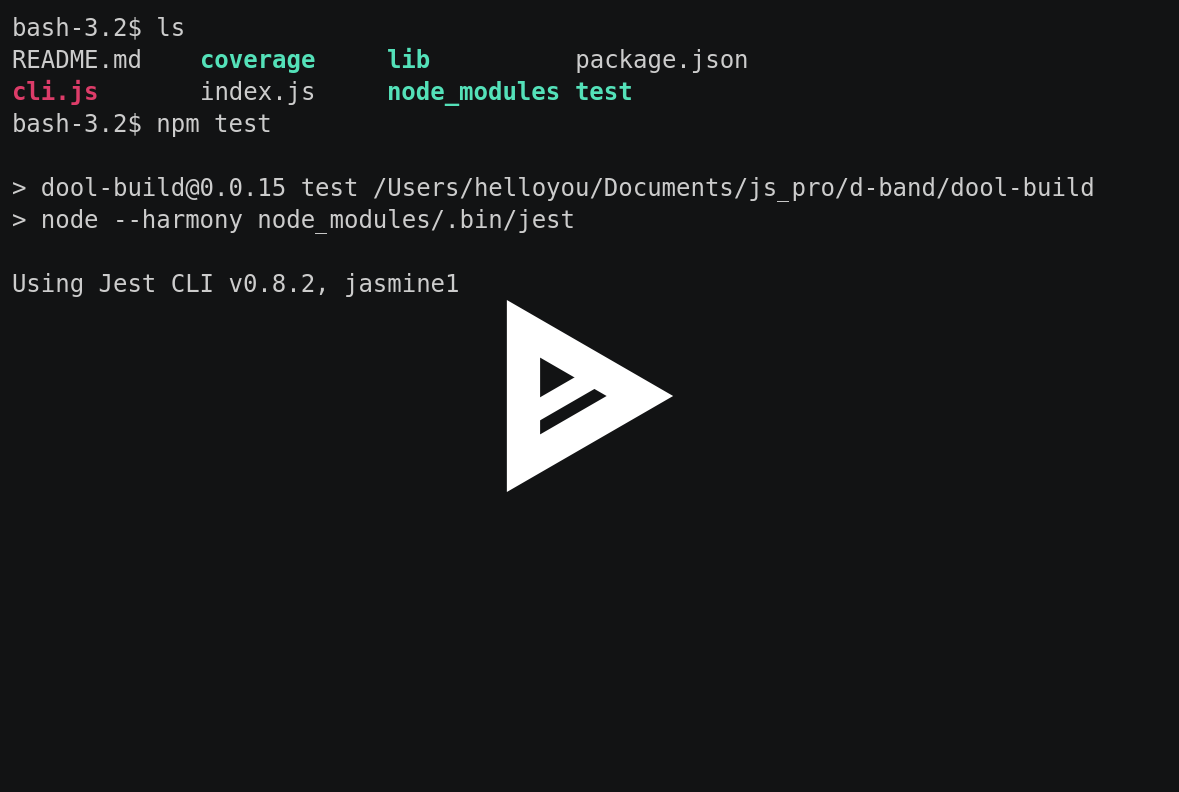 bash-3.2$ ls
README.md    coverage     lib          package.json
cli.js       index.js     node_modules test
bash-3.2$ npm test
> dool-build@0.0.15 test /Users/helloyou/Documents/js_pro/d-band/dool-build
> node --harmony node_modules/.bin/jest
Using Jest CLI v0.8.2, jasmine1